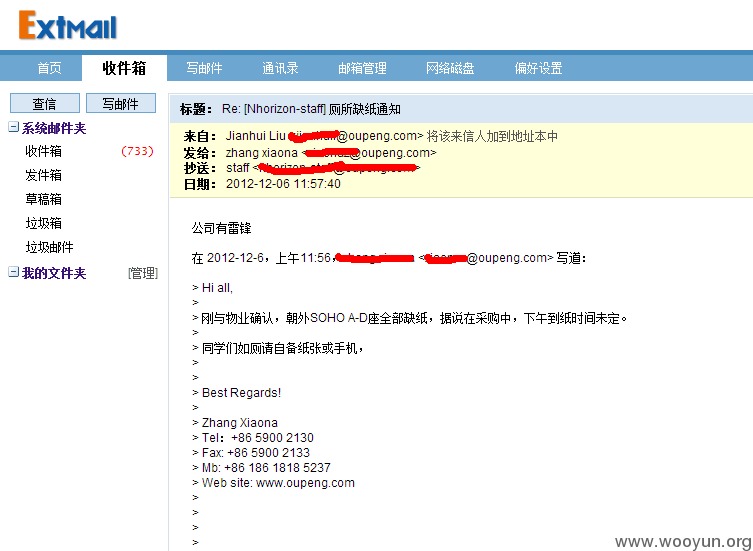 ExtMail
首页 收件箱 写邮件 通讯录 邮箱管理 网络磁盘 偏好设置
查信 写邮件
系统邮件夹
收件箱 (733)
发件箱
草稿箱
垃圾箱
垃圾邮件
我的文件夹 [管理]
标题： Re: [Nhorizon-staff] 厕所缺纸通知
来自： Jianhui Liu @oupeng.com> 将该来信人加到地址本中
发给： zhang xiaona < @oupeng.com>
抄送： staff < @oupeng.com>
日期： 2012-12-06 11:57:40
公司有雷锋
在 2012-12-6，上午11:56， < @oupeng.com> 写道：
> Hi all,
>
> 刚与物业确认，朝外SOHO A-D座全部缺纸，据说在采购中，下午到纸时间未定。
>
> 同学们如厕请自备纸张或手机，
>
>
> Best Regards!
>
> Zhang Xiaona
> Tel：+86 5900 2130
> Fax: +86 5900 2133
> Mb: +86 186 1818 5237
> Web site: www.oupeng.com
>
>
>
>
www.wooyun.org